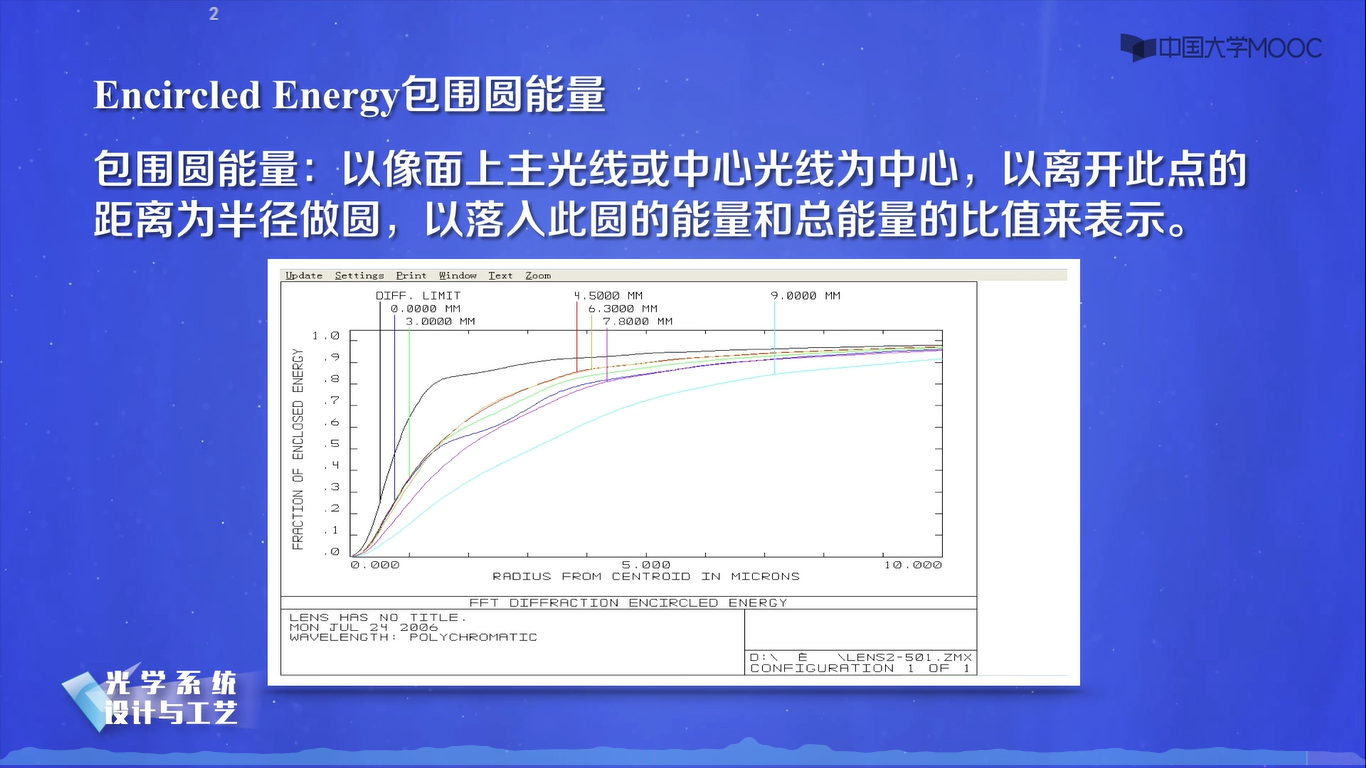 2
中国大学MOOC
Encircled Energy包围圆能量
包围圆能量：以像面上主光线或中心光线为中心，以离开此点的
距离为半径做圆，以落入此圆的能量和总能量的比值来表示。
Update Settings Print Window Text Zoom
DIFF. LIMIT 4.5000 MM 9.0000 MM
0.0000 MM 6.3000 MM
3.0000 MM 7.8000 MM
1.0
.9
.8
.7
.6
.5
.4
.3
.2
.1
.0
FRACTION OF ENCLOSED ENERGY
0.000 5.000 10.000
RADIUS FROM CENTROID IN MICRONS
FFT DIFFRACTION ENCIRCLED ENERGY
LENS HAS NO TITLE.
MON JUL 24 2006
WAVELENGTH: POLYCHROMATIC
D:\ È \LENS2-501.ZMX
CONFIGURATION 1 OF 1
光学系统
设计与工艺